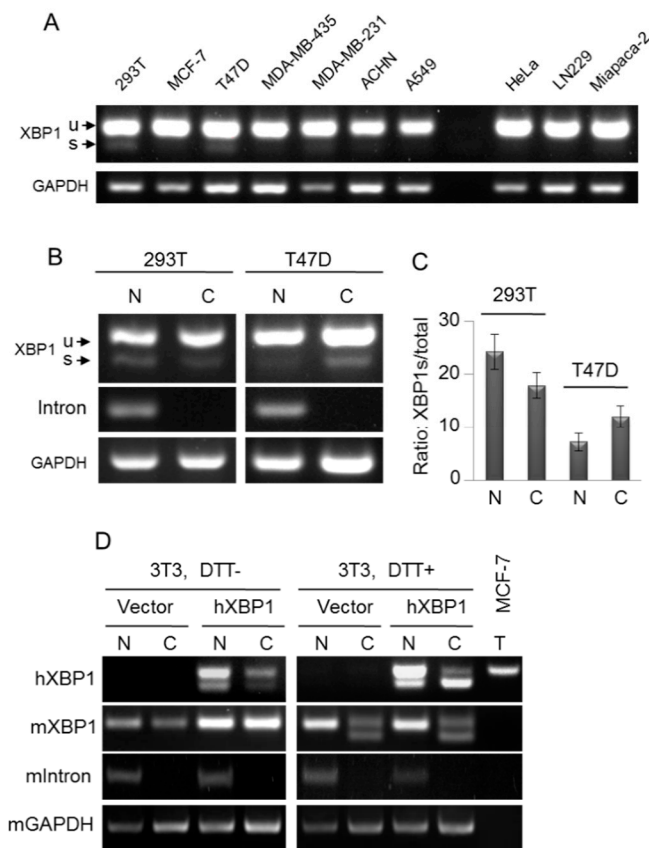 A
293T MCF-7 T47D MDA-MB-435 MDA-MB-231 ACHN A549 HeLa LN229 Miapaca-2
XBP1 u
s
GAPDH
B
293T T47D
N C N C
XBP1 u
s
Intron
GAPDH
C
293T
T47D
Ratio: XBP1s/total
30
20
10
0
N C N C
D
3T3, DTT- 3T3, DTT+ MCF-7
Vector hXBP1 Vector hXBP1
N C N C N C N C T
hXBP1
mXBP1
mIntron
mGAPDH